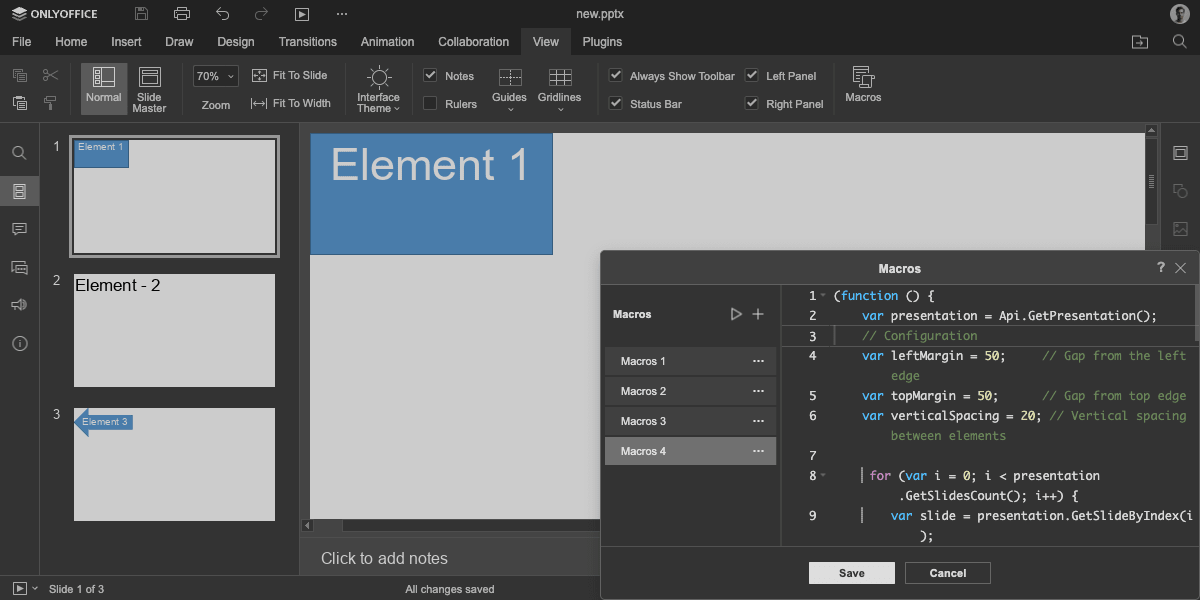 ONLYOFFICE
new.pptx
File Home Insert Draw Design Transitions Animation Collaboration View Plugins
Normal
Slide
Master
70%
Zoom
Fit To Slide
Fit To Width
Interface
Theme
Notes
Rulers
Guides
Gridlines
Always Show Toolbar
Status Bar
Left Panel
Right Panel
Macros
1
Element 1
2
Element - 2
3
Element 3
Element 1
Click to add notes
Macros
?
Macros
Macros 1
Macros 2
Macros 3
Macros 4
1 (function () {
2 var presentation = Api.GetPresentation();
3 // Configuration
4 var leftMargin = 50; // Gap from the left
edge
5 var topMargin = 50; // Gap from top edge
6 var verticalSpacing = 20; // Vertical spacing
between elements
7
8 for (var i = 0; i < presentation
.GetSlidesCount(); i++) {
9 var slide = presentation.GetSlideByIndex(i
);
Save
Cancel
Slide 1 of 3
All changes saved